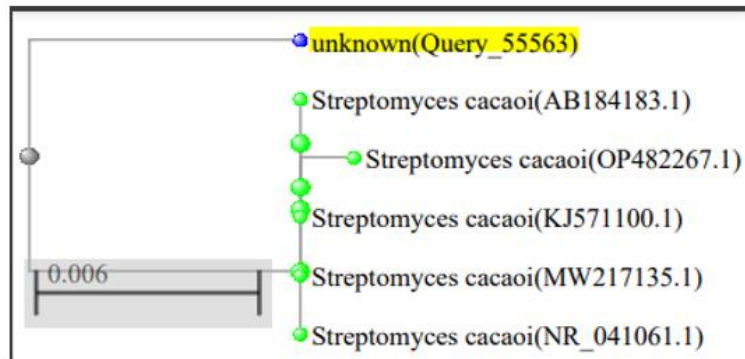 unknown(Query_55563)
Streptomyces cacaoi(AB184183.1)
Streptomyces cacaoi(OP482267.1)
Streptomyces cacaoi(KJ571100.1)
0.006
Streptomyces cacaoi(MW217135.1)
Streptomyces cacaoi(NR_041061.1)